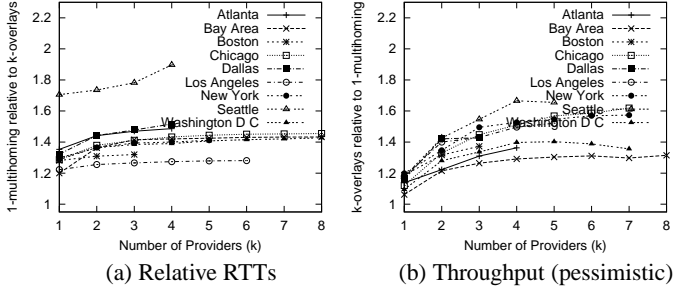 1-multihoming relative to k-overlays
2.2
2
1.8
1.6
1.4
1.2
1
Atlanta
Bay Area
Boston
Chicago
Dallas
Los Angeles
New York
Seattle
Washington D C
1 2 3 4 5 6 7 8
Number of Providers (k)
(a) Relative RTTs
k-overlays relative to 1-multihoming
2.2
2
1.8
1.6
1.4
1.2
1
Atlanta
Bay Area
Boston
Chicago
Dallas
Los Angeles
New York
Seattle
Washington D C
1 2 3 4 5 6 7 8
Number of Providers (k)
(b) Throughput (pessimistic)